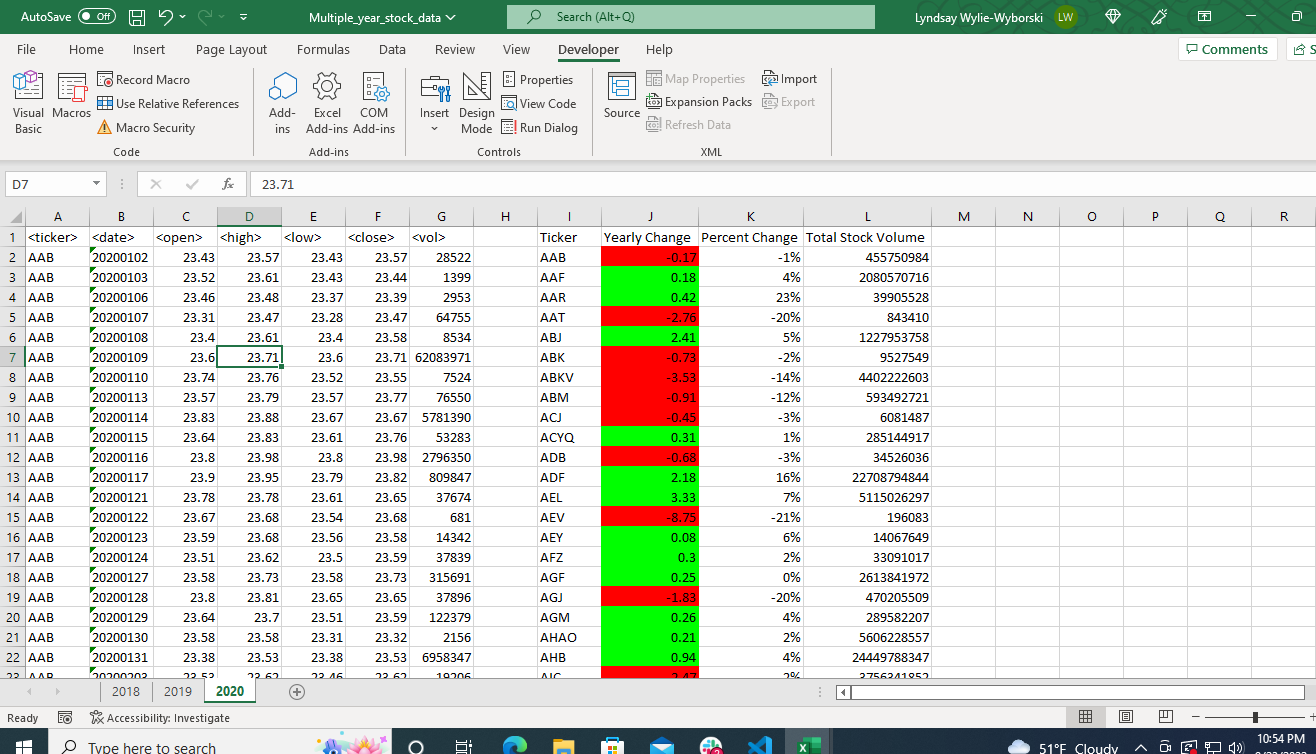 AutoSave Off Multiple_year_stock_data Search (Alt+Q) Lyndsay Wylie-Wyborski LW
File Home Insert Page Layout Formulas Data Review View Developer Help Comments
Visual Basic Macros Record Macro Use Relative References Macro Security
Add-ins Excel Add-ins COM Add-ins
Insert Design Mode Properties View Code Run Dialog
Source Map Properties Expansion Packs Refresh Data Import Export
Code Add-ins Controls XML
D7 fx 23.71
A B C D E F G H I J K L M N O P Q R
1 <ticker> <date> <open> <high> <low> <close> <vol> Ticker Yearly Change Percent Change Total Stock Volume
2 AAB 20200102 23.43 23.57 23.43 23.57 28522 AAB -0.17 -1% 455750984
3 AAB 20200103 23.52 23.61 23.43 23.44 1399 AAF 0.18 4% 2080570716
4 AAB 20200106 23.46 23.48 23.37 23.39 2953 AAR 0.42 23% 39905528
5 AAB 20200107 23.31 23.47 23.28 23.47 64755 AAT -2.76 -20% 843410
6 AAB 20200108 23.4 23.61 23.4 23.58 8534 ABJ 2.41 5% 1227953758
7 AAB 20200109 23.6 23.71 23.6 23.71 62083971 ABK -0.73 -2% 9527549
8 AAB 20200110 23.74 23.76 23.52 23.55 7524 ABKV -3.53 -14% 4402222603
9 AAB 20200113 23.57 23.79 23.57 23.77 76550 ABM -0.91 -12% 593492721
10 AAB 20200114 23.83 23.88 23.67 23.67 5781390 ACJ -0.45 -3% 6081487
11 AAB 20200115 23.64 23.83 23.61 23.76 53283 ACYQ 0.31 1% 285144917
12 AAB 20200116 23.8 23.98 23.8 23.98 2796350 ADB -0.68 -3% 34526036
13 AAB 20200117 23.9 23.95 23.79 23.82 809847 ADF 2.18 16% 22708794844
14 AAB 20200121 23.78 23.78 23.61 23.65 37674 AEL 3.33 7% 5115026297
15 AAB 20200122 23.67 23.68 23.54 23.68 681 AEV -8.75 -21% 196083
16 AAB 20200123 23.59 23.68 23.56 23.58 14342 AEY 0.08 6% 14067649
17 AAB 20200124 23.51 23.62 23.5 23.59 37839 AFZ 0.3 2% 33091017
18 AAB 20200127 23.58 23.73 23.58 23.73 315691 AGF 0.25 0% 2613841972
19 AAB 20200128 23.8 23.81 23.65 23.65 37896 AGJ -1.83 -20% 470205509
20 AAB 20200129 23.64 23.7 23.51 23.59 122379 AGM 0.26 4% 289582207
21 AAB 20200130 23.58 23.58 23.31 23.32 2156 AHAO 0.21 2% 5606228557
22 AAB 20200131 23.38 23.53 23.38 23.53 6958347 AHB 0.94 4% 24449788347
2018 2019 2020
Ready Accessibility: Investigate
Type here to search 51°F Cloudy 10:54 PM